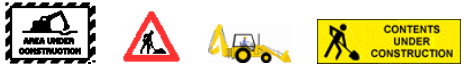 AREA UNDER
CONSTRUCTION
CONTENTS
UNDER
CONSTRUCTION